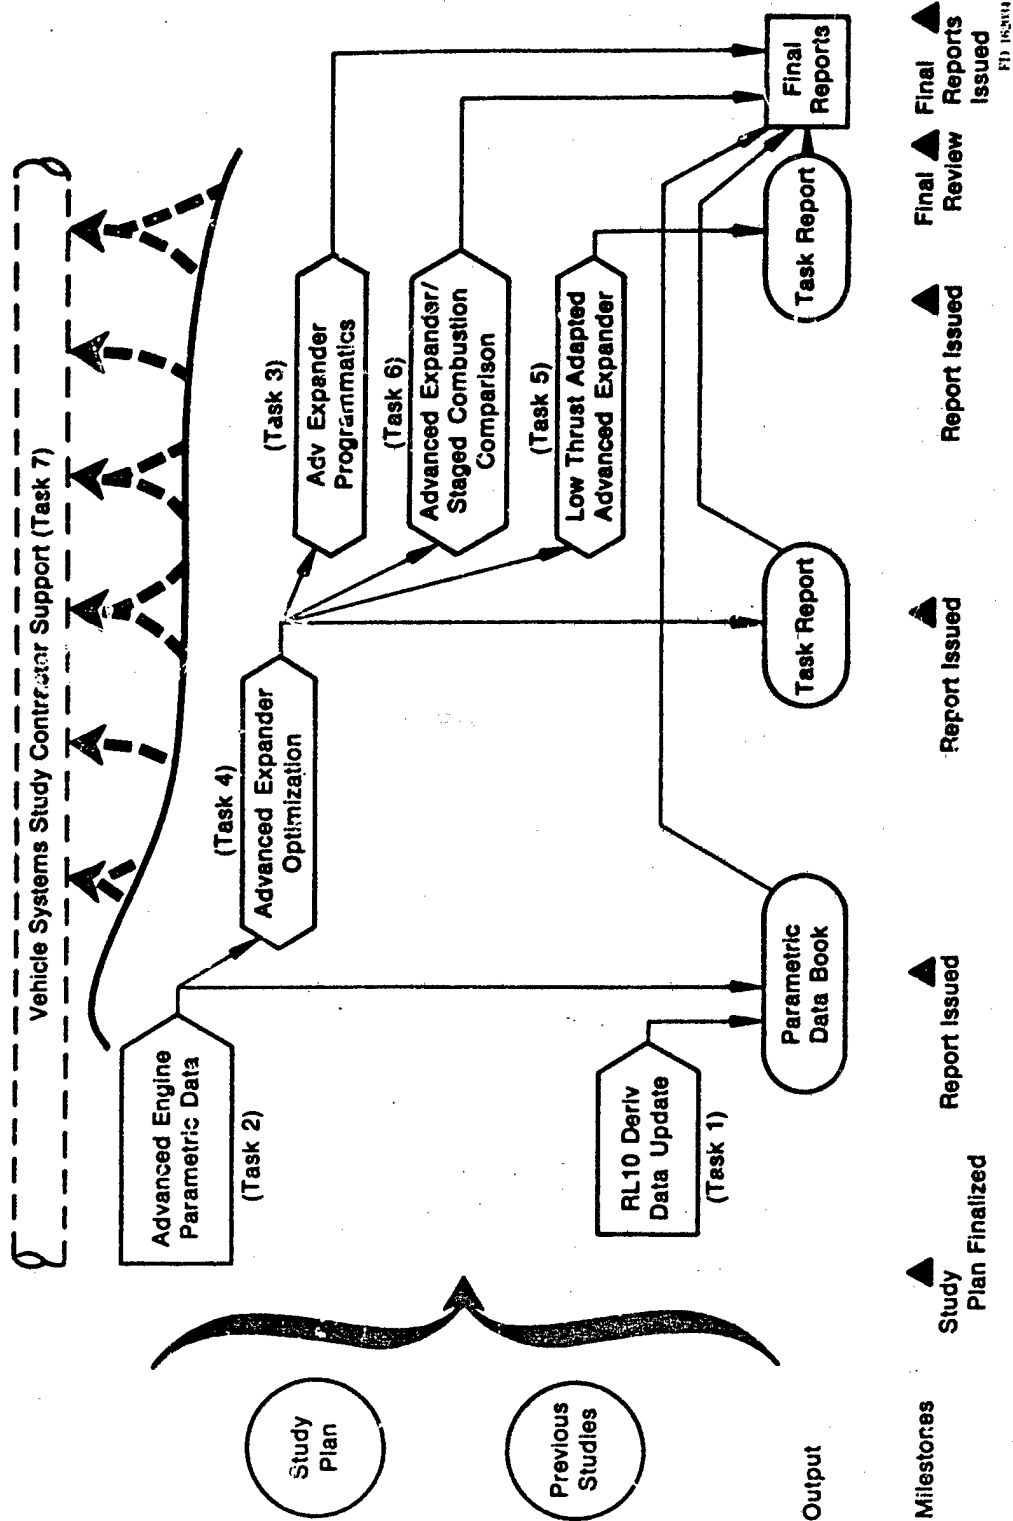 Vehicle Systems Study Contractor Support (Task 7)
Study
Plan
Previous
Studies
Advanced Engine
Parametric Data
(Task 2)
(Task 4)
Advanced Expander
Optimization
(Task 3)
Adv Expander
Programmatics
(Task 6)
Advanced Expander/
Staged Combustion
Comparison
(Task 5)
Low Thrust Adapted
Advanced Expander
RL10 Deriv
Data Update
(Task 1)
Output
Parametric
Data Book
Task Report
Task Report
Final
Reports
Milestones
Study
Plan Finalized
Report Issued
Report Issued
Report Issued
Final
Review
Final
Reports
Issued